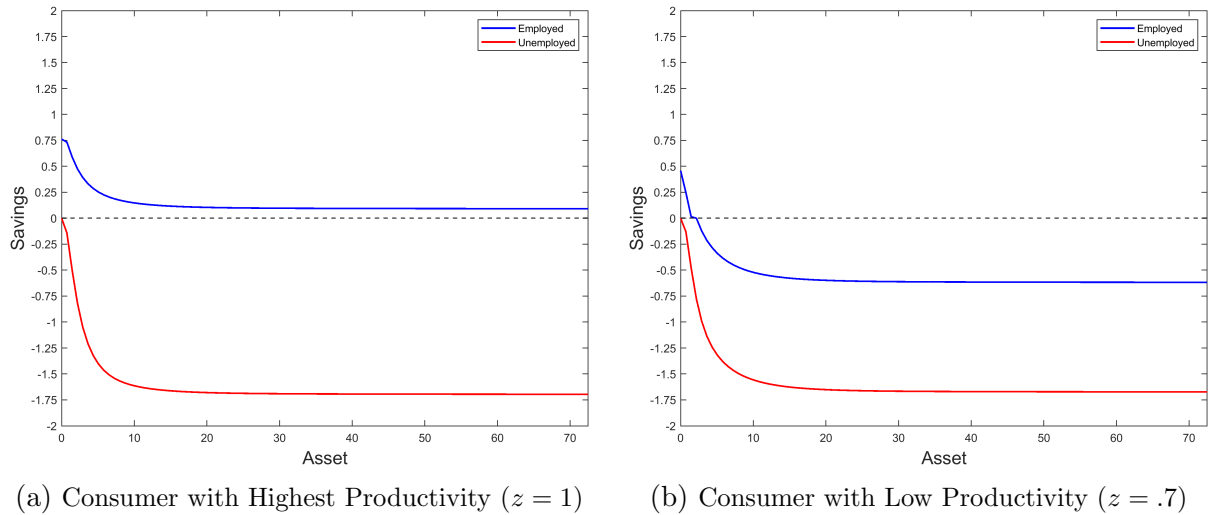 2
1.75
1.5
1.25
1
0.75
0.5
0.25
0
-0.25
-0.5
-0.75
-1
-1.25
-1.5
-1.75
-2
Savings
0 10 20 30 40 50 60 70
Asset
Employed
Unemployed
(a) Consumer with Highest Productivity (z = 1)
2
1.75
1.5
1.25
1
0.75
0.5
0.25
0
-0.25
-0.5
-0.75
-1
-1.25
-1.5
-1.75
-2
Savings
0 10 20 30 40 50 60 70
Asset
Employed
Unemployed
(b) Consumer with Low Productivity (z = .7)